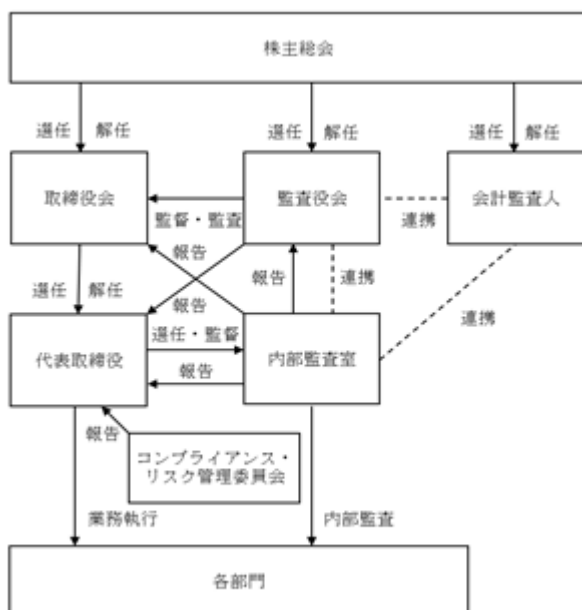 株主総会
選任 解任
選任 解任
選任 解任
取締役会
監査役会
会計監査人
監督・監査
連携
報告
選任 解任
報告
報告
連携
連携
代表取締役
選任・監督
内部監査室
報告
報告
コンプライアンス・
リスク管理委員会
業務執行
内部監査
各部門